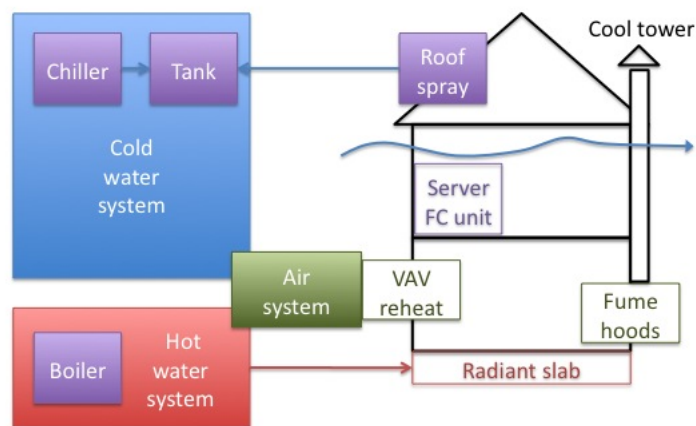 Chiller
Tank
Cold
water
system
Roof
spray
Cool tower
Server
FC unit
Air
system
VAV
reheat
Fume
hoods
Boiler
Hot
water
system
Radiant slab